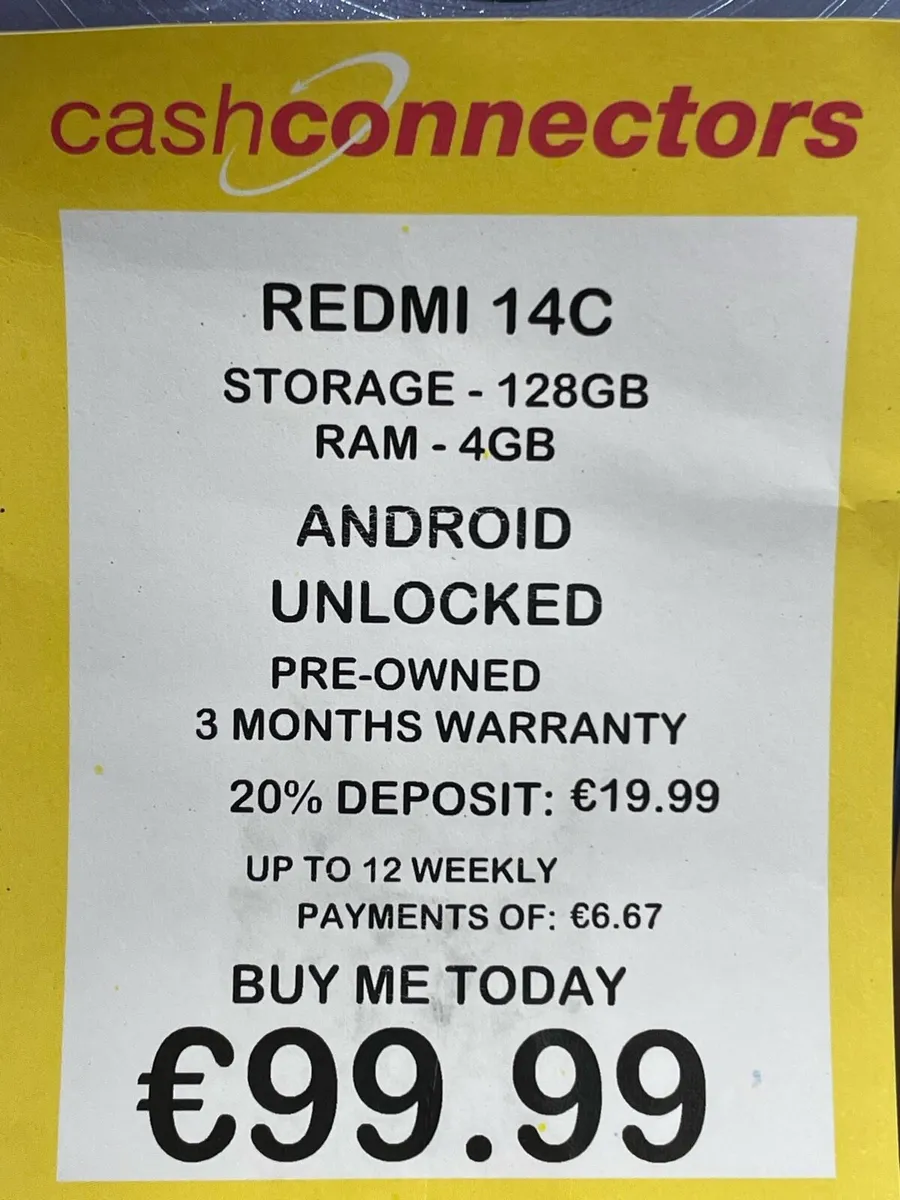 cashconnectors
REDMI 14C
STORAGE - 128GB
RAM - 4GB
ANDROID
UNLOCKED
PRE-OWNED
3 MONTHS WARRANTY
20% DEPOSIT: €19.99
UP TO 12 WEEKLY
PAYMENTS OF: €6.67
BUY ME TODAY
€99.99